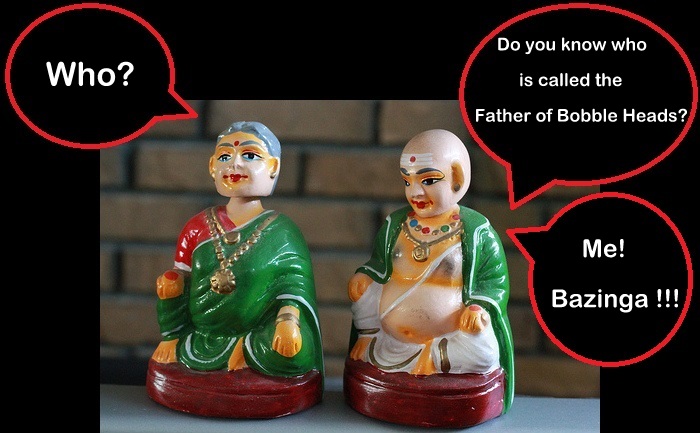 Do you know who
is called the
Father of Bobble Heads?
Who?
Me!
Bazinga !!!